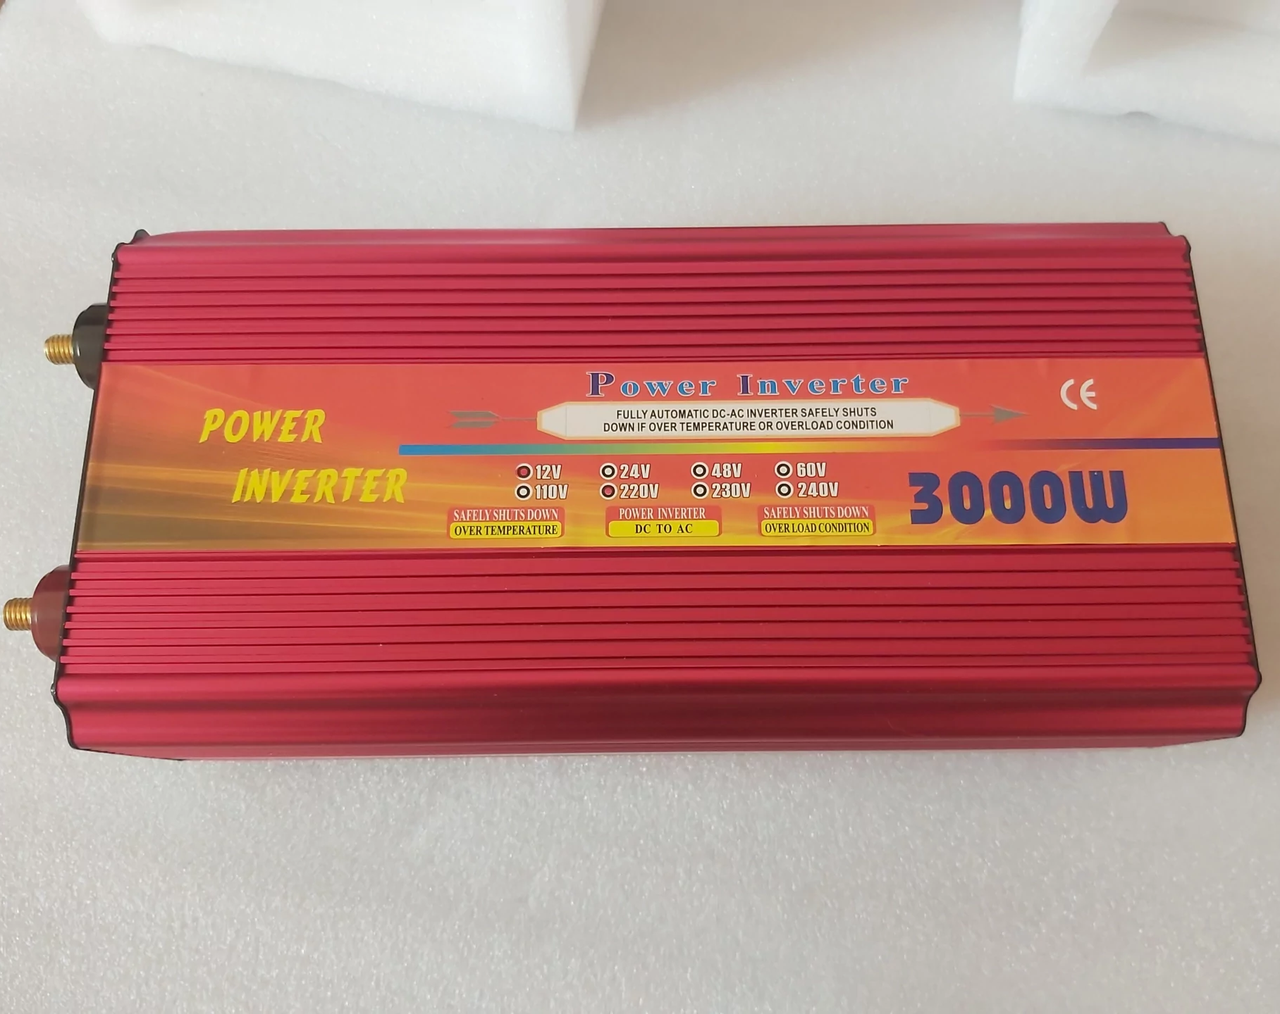 Power Inverter
CE
FULLY AUTOMATIC DC-AC INVERTER SAFELY SHUTS
DOWN IF OVER TEMPERATURE OR OVERLOAD CONDITION
POWER
INVERTER
12V 24V 48V 60V
110V 220V 230V 240V
3000W
SAFELY SHUTS DOWN
OVER TEMPERATURE
POWER INVERTER
DC TO AC
SAFELY SHUTS DOWN
OVER LOAD CONDITION